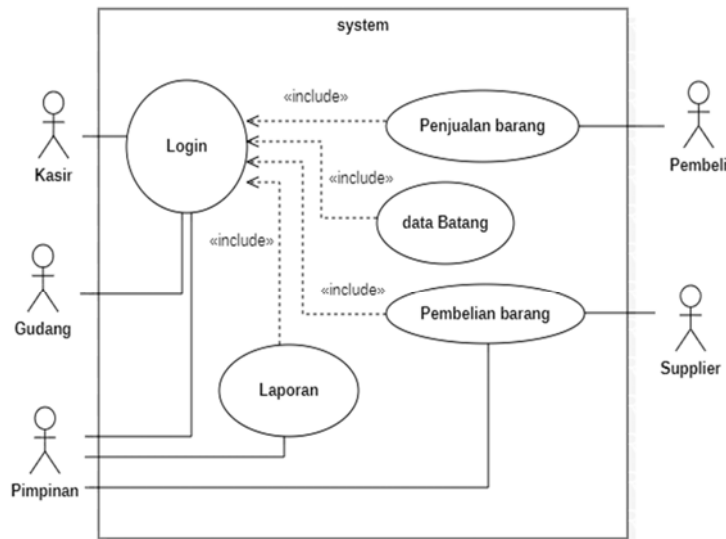 system
«include»
Penjualan barang
Login
Kasir
Pembeli
«include»
data Batang
«include»
«include»
Pembelian barang
Gudang
Supplier
Laporan
Pimpinan